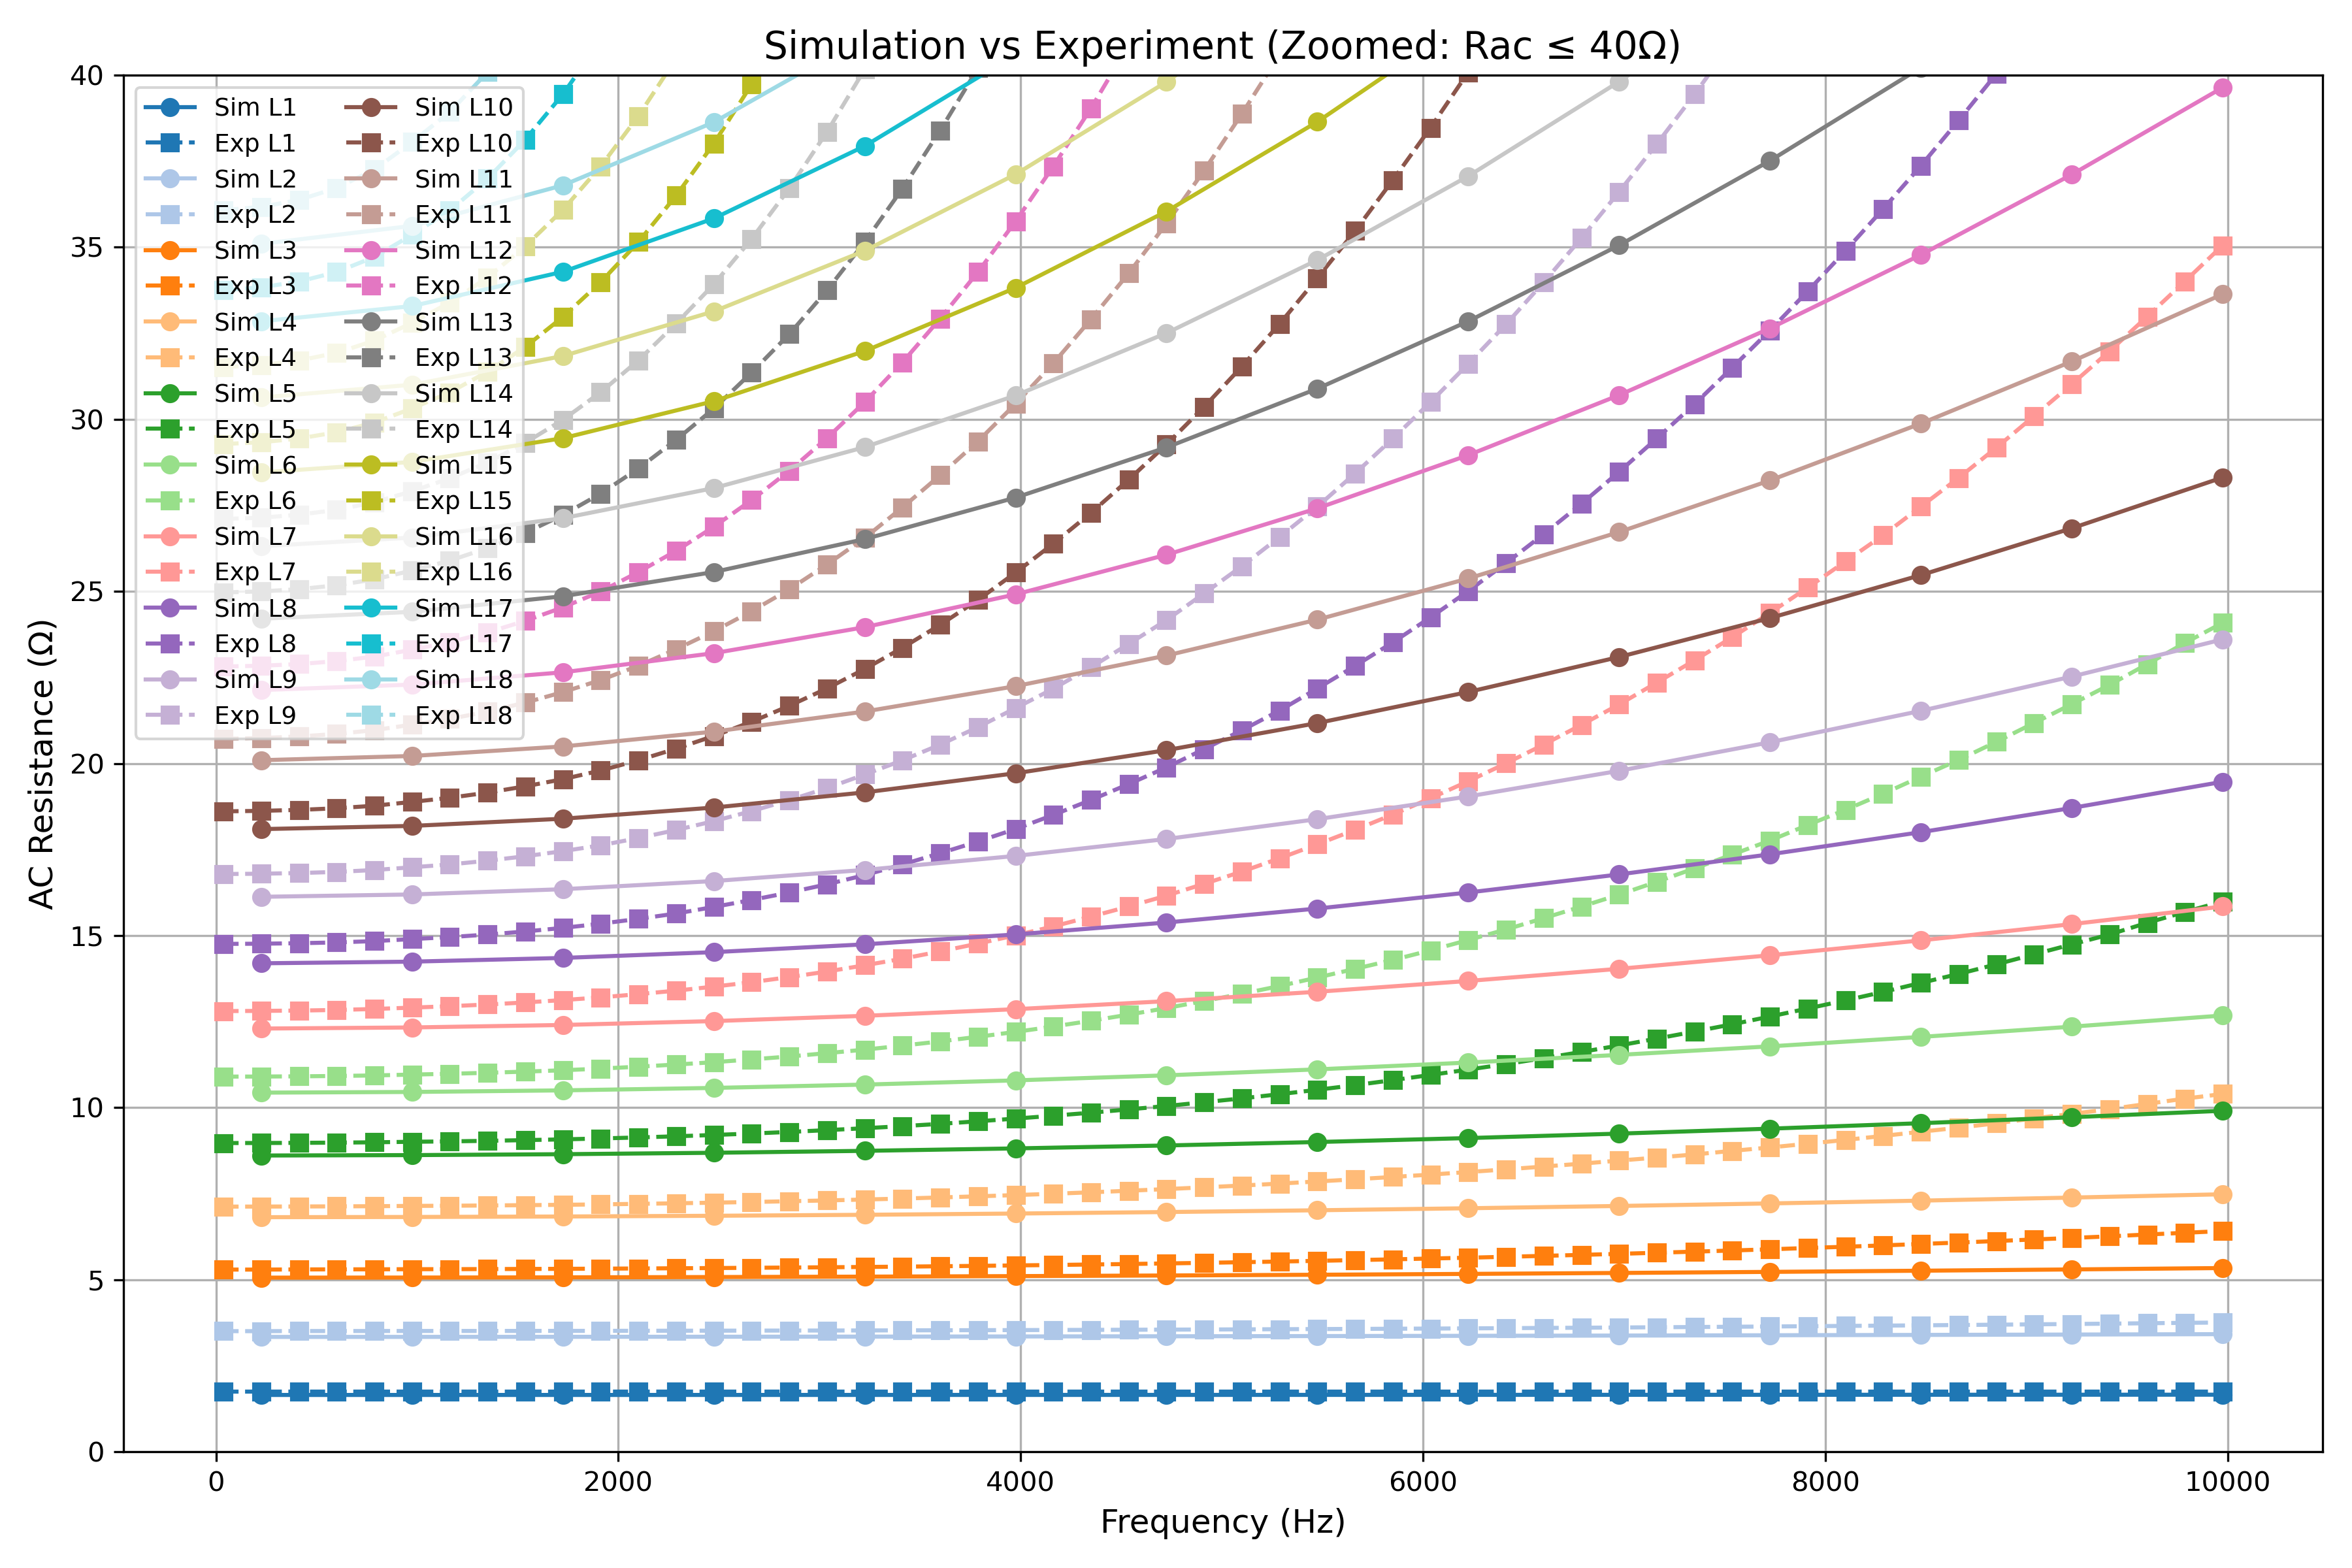 Simulation vs Experiment (Zoomed: Rac ≤ 40Ω)
AC Resistance (Ω)
40
35
30
25
20
15
10
5
0
Sim L1
Exp L1
Sim L2
Exp L2
Sim L3
Exp L3
Sim L4
Exp L4
Sim L5
Exp L5
Sim L6
Exp L6
Sim L7
Exp L7
Sim L8
Exp L8
Sim L9
Exp L9
Sim L10
Exp L10
Sim L11
Exp L11
Sim L12
Exp L12
Sim L13
Exp L13
Sim L14
Exp L14
Sim L15
Exp L15
Sim L16
Exp L16
Sim L17
Exp L17
Sim L18
Exp L18
0
2000
4000
6000
8000
10000
Frequency (Hz)